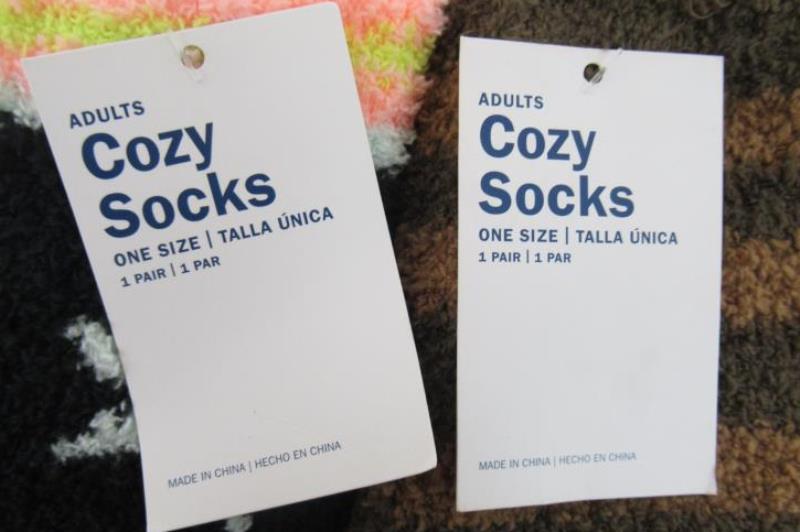 ADULTS
Cozy
Socks
ONE SIZE | TALLA ÚNICA
1 PAIR | 1 PAR
MADE IN CHINA | HECHO EN CHINA
ADULTS
Cozy
Socks
ONE SIZE | TALLA ÚNICA
1 PAIR | 1 PAR
MADE IN CHINA | HECHO EN CHINA